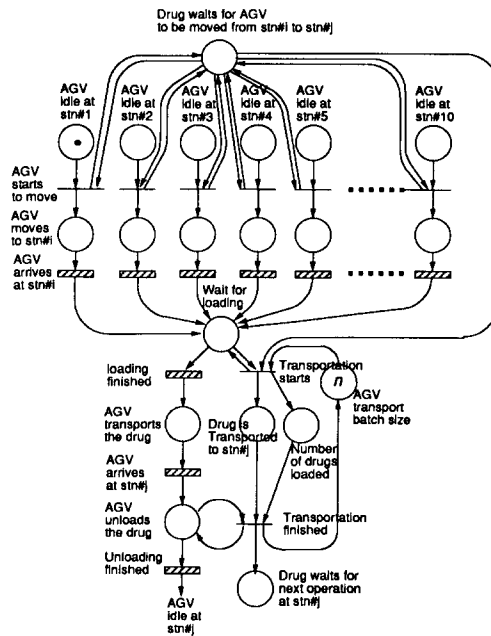 Drug waits for AGV
to be moved from stn#i to stn#j
AGV
idle at
stn#1
AGV
idle at
stn#2
AGV
idle at
stn#3
AGV
idle at
stn#4
AGV
idle at
stn#5
AGV
idle at
stn#10
AGV
starts
to move
AGV
moves
to stn#i
AGV
arrives
at stn#i
Wait for
loading
loading
finished
Transportation
starts
n
AGV
transport
batch size
AGV
transports
the drug
Drug is
Transported
to stn#j
Number
of drugs
loaded
AGV
arrives
at stn#j
AGV
unloads
the drug
Transportation
finished
Unloading
finished
Drug waits for
next operation
at stn#j
AGV
idle at
stn#j